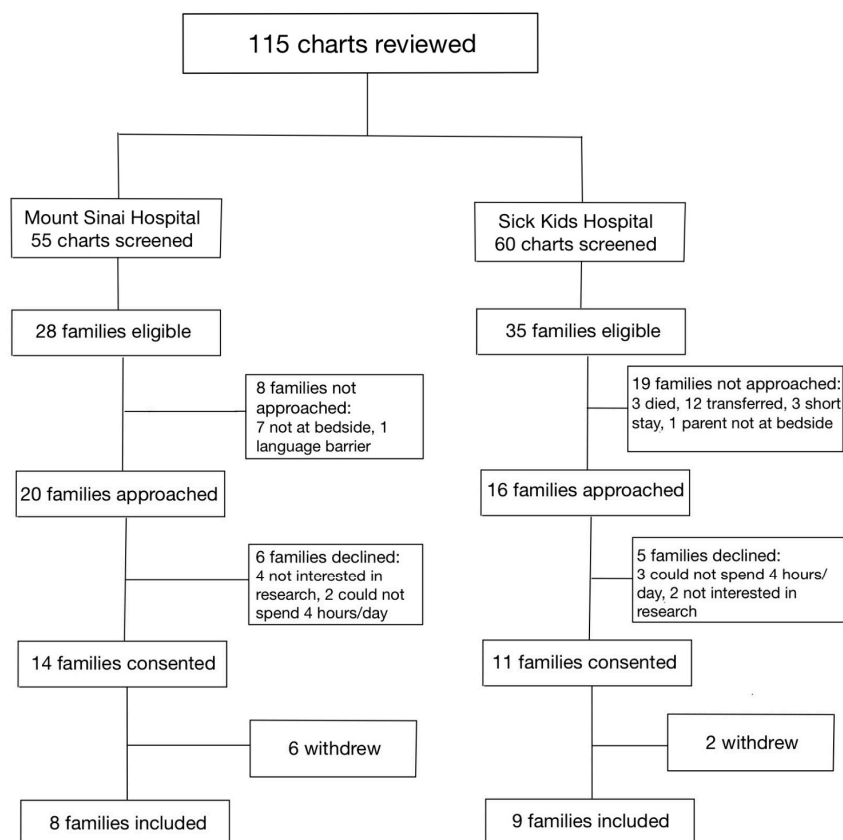 115 charts reviewed
Mount Sinai Hospital
55 charts screened
Sick Kids Hospital
60 charts screened
28 families eligible
35 families eligible
8 families not
approached:
7 not at bedside, 1
language barrier
19 families not approached:
3 died, 12 transferred, 3 short
stay, 1 parent not at bedside
20 families approached
16 families approached
6 families declined:
4 not interested in
research, 2 could not
spend 4 hours/day
5 families declined:
3 could not spend 4 hours/
day, 2 not interested in
research
14 families consented
11 families consented
6 withdrew
2 withdrew
8 families included
9 families included